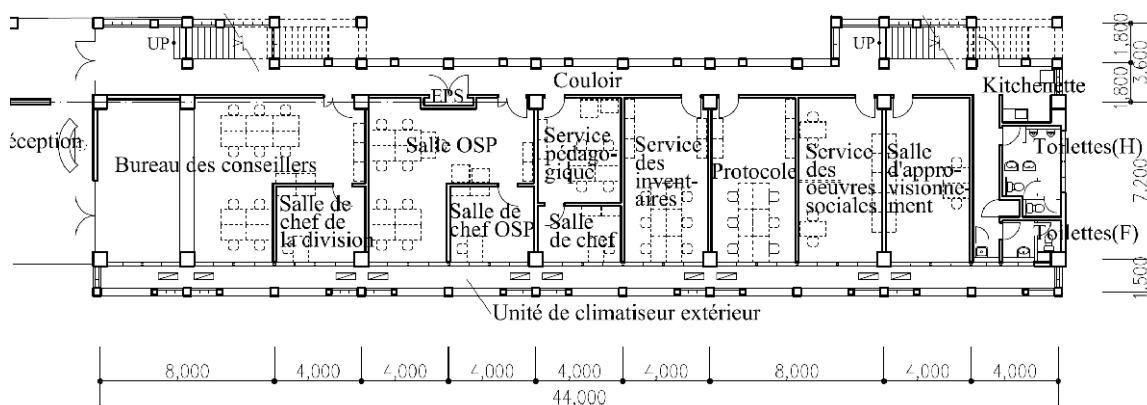 UP
UP
1,800
3,600
1,800
Couloir
Kitchenette
EPS
éception
Bureau des conseillers
Salle OSP
Service
pédago-
gique
Service
des
invent-
aires
Protocole
Service
des
oeuvres
sociales
Salle
d'appro-
visionne-
ment
Toilettes(H)
7,200
Salle de
chef de
la division
Salle de
chef OSP
Salle
de chef
Toilettes(F)
1,500
Unité de climatiseur extérieur
8,000
4,000
4,000
4,000
4,000
4,000
8,000
4,000
4,000
44,000